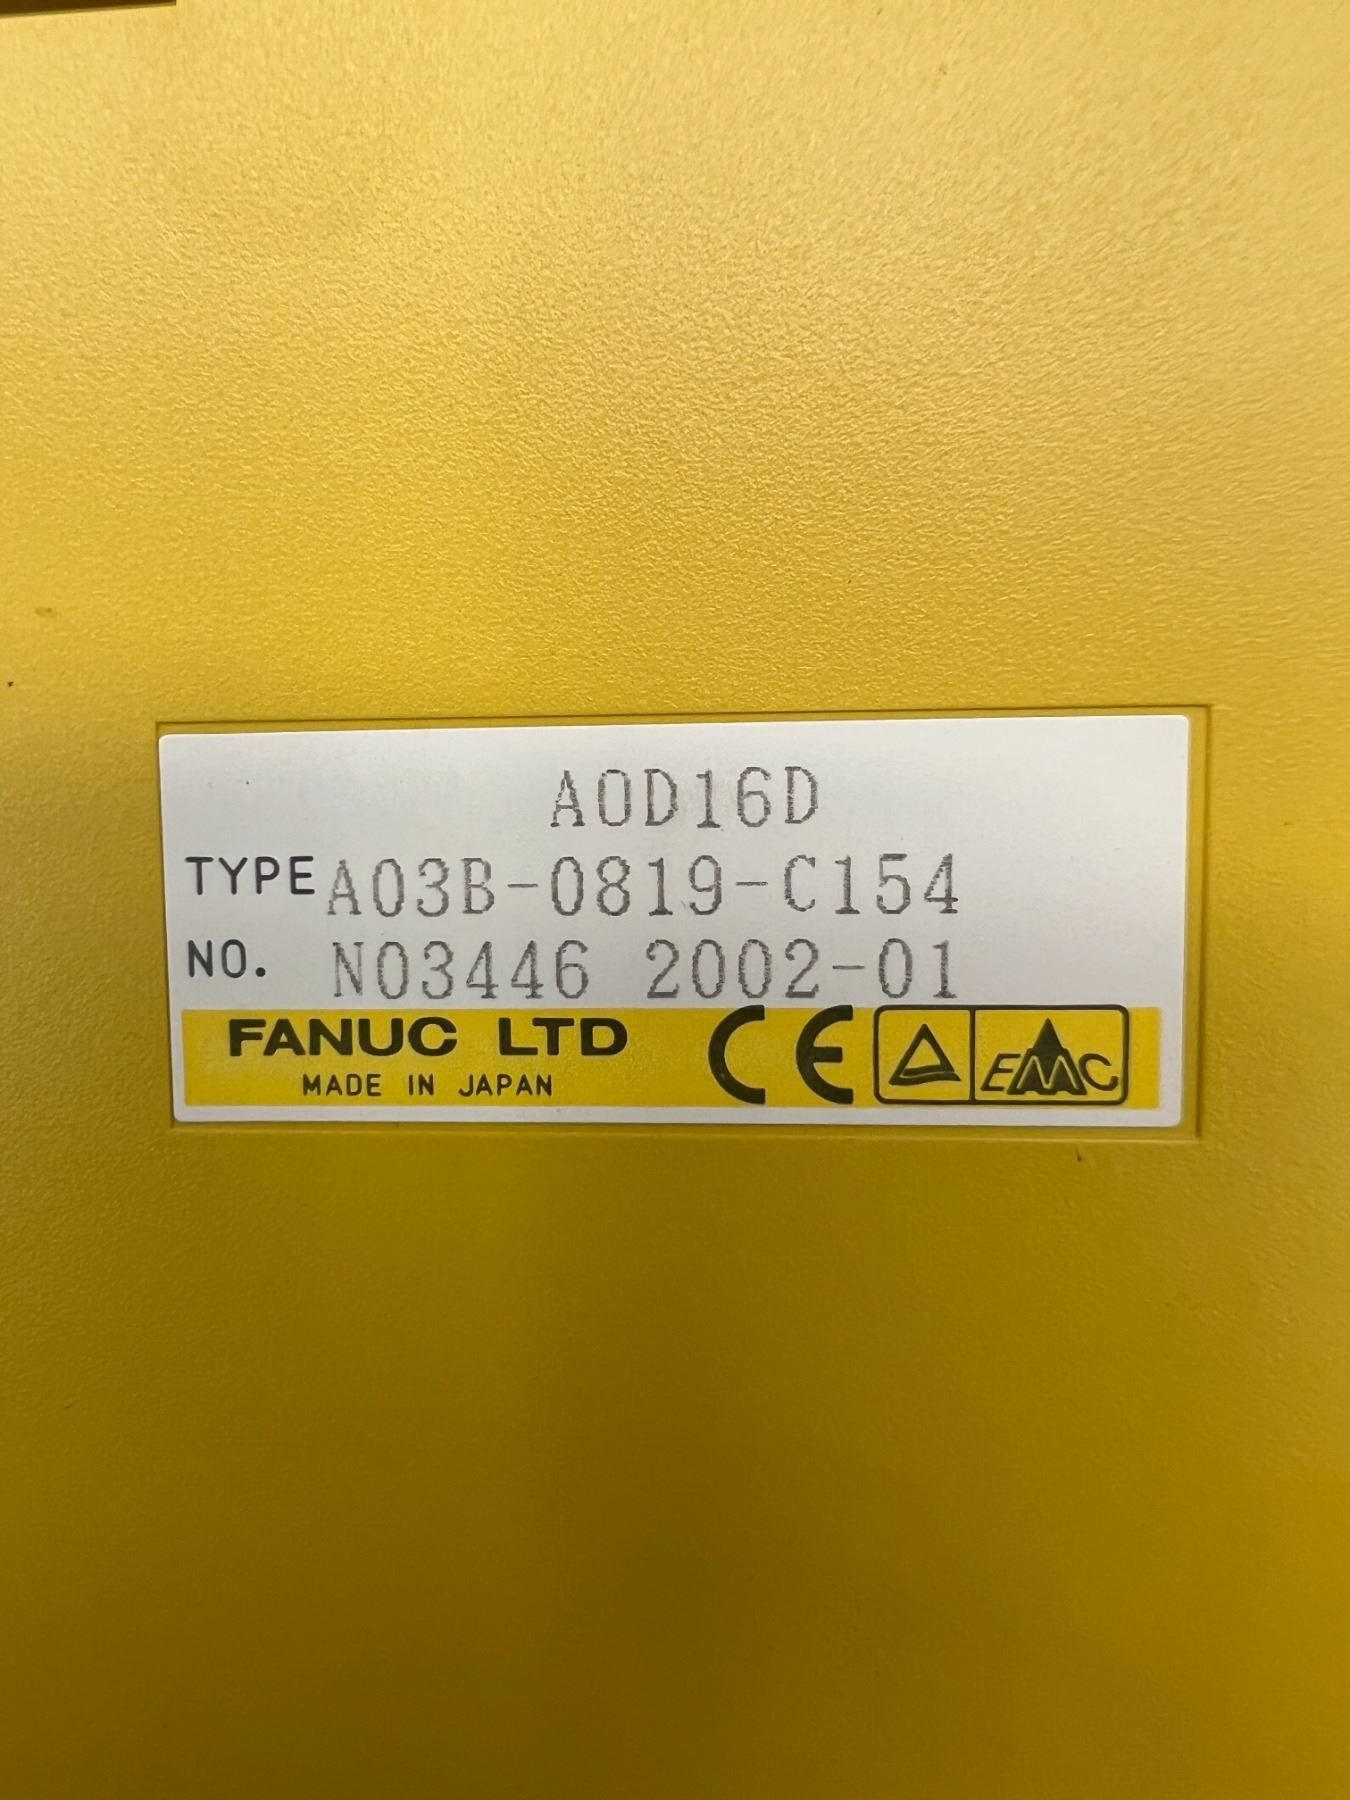 AOD16D
TYPE A03B-0819-C154
NO. N03446 2002-01
FANUC LTD CE EMC
MADE IN JAPAN